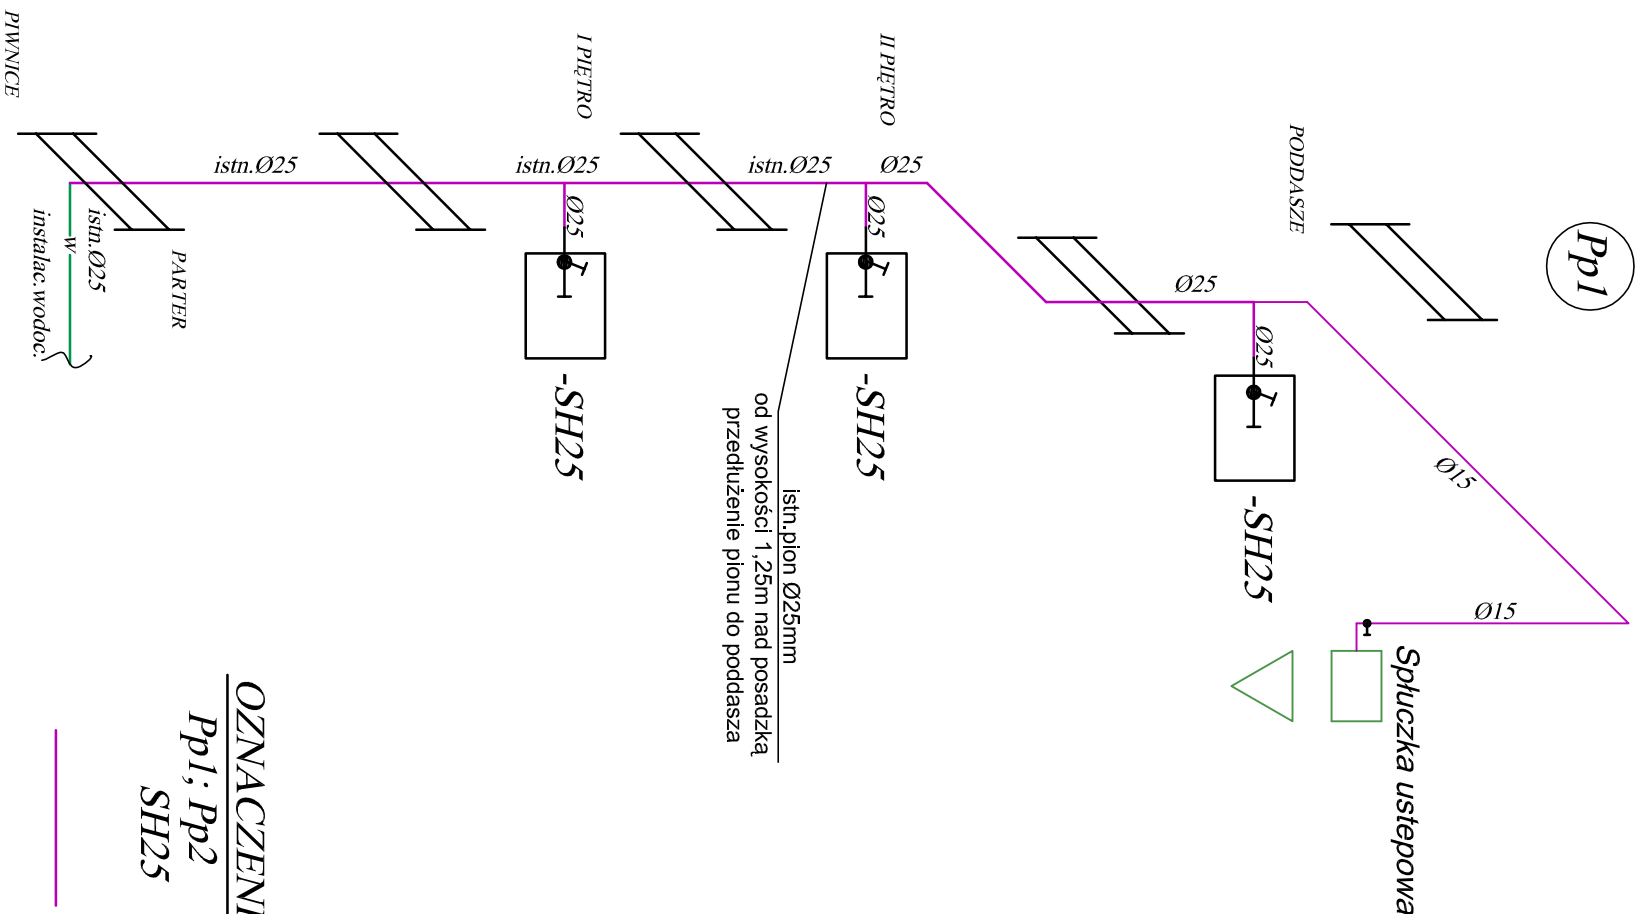 Pp1
PODDASZE
II PIĘTRO
I PIĘTRO
PIWNICE
PARTER
istn.Ø25
istn.Ø25
istn.Ø25
Ø25
Ø25
Ø15
Ø15
Ø25
Ø25
Ø25
-SH25
-SH25
-SH25
Spłuczka ustepowa
istn.pion Ø25mm
od wysokości 1,25m nad posadzką
przedłużenie pionu do poddasza
istn.Ø25
w
instalac.wodoc.
OZNACZENI
Pp1; Pp2
SH25